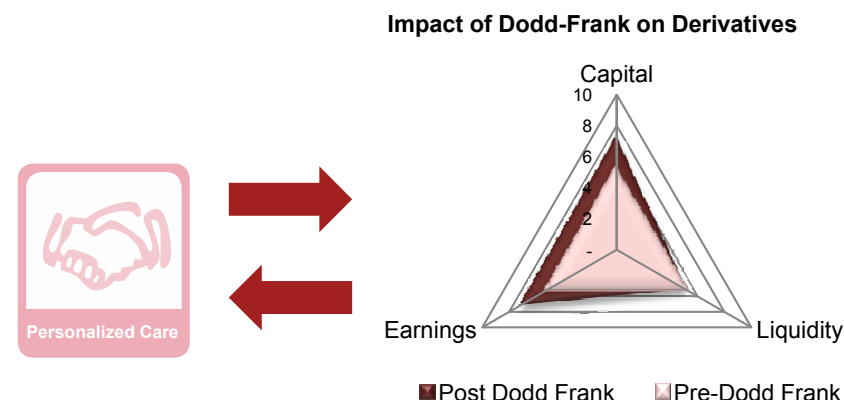 Impact of Dodd-Frank on Derivatives
Capital
10
8
6
4
2
-
Personalized Care
Earnings
Liquidity
Post Dodd Frank
Pre-Dodd Frank